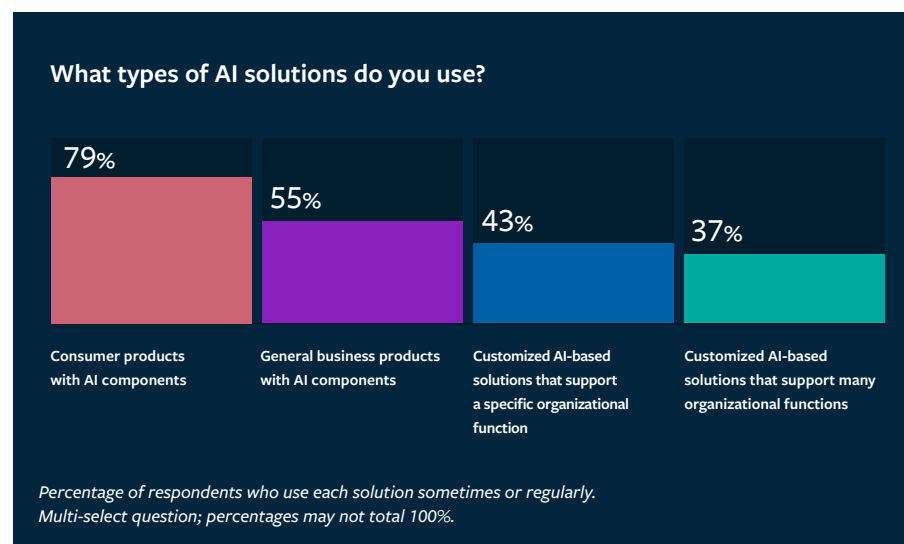 What types of AI solutions do you use?
79%
55%
43%
37%
Consumer products
with AI components
General business products
with AI components
Customized AI-based
solutions that support
a specific organizational
function
Customized AI-based
solutions that support many
organizational functions
Percentage of respondents who use each solution sometimes or regularly.
Multi-select question; percentages may not total 100%.